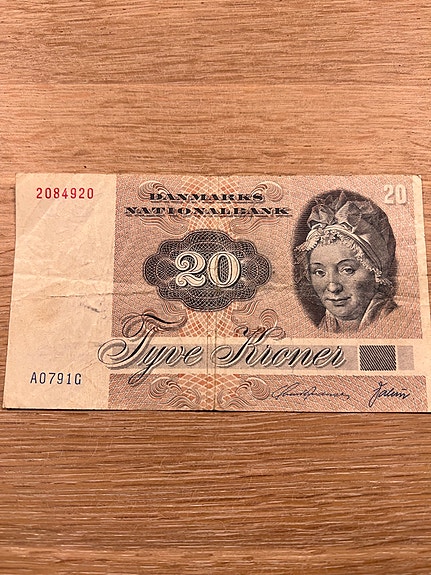 2084920
DANMARKS
NATIONALBANK
20
20
Tyve Kroner
A0791G